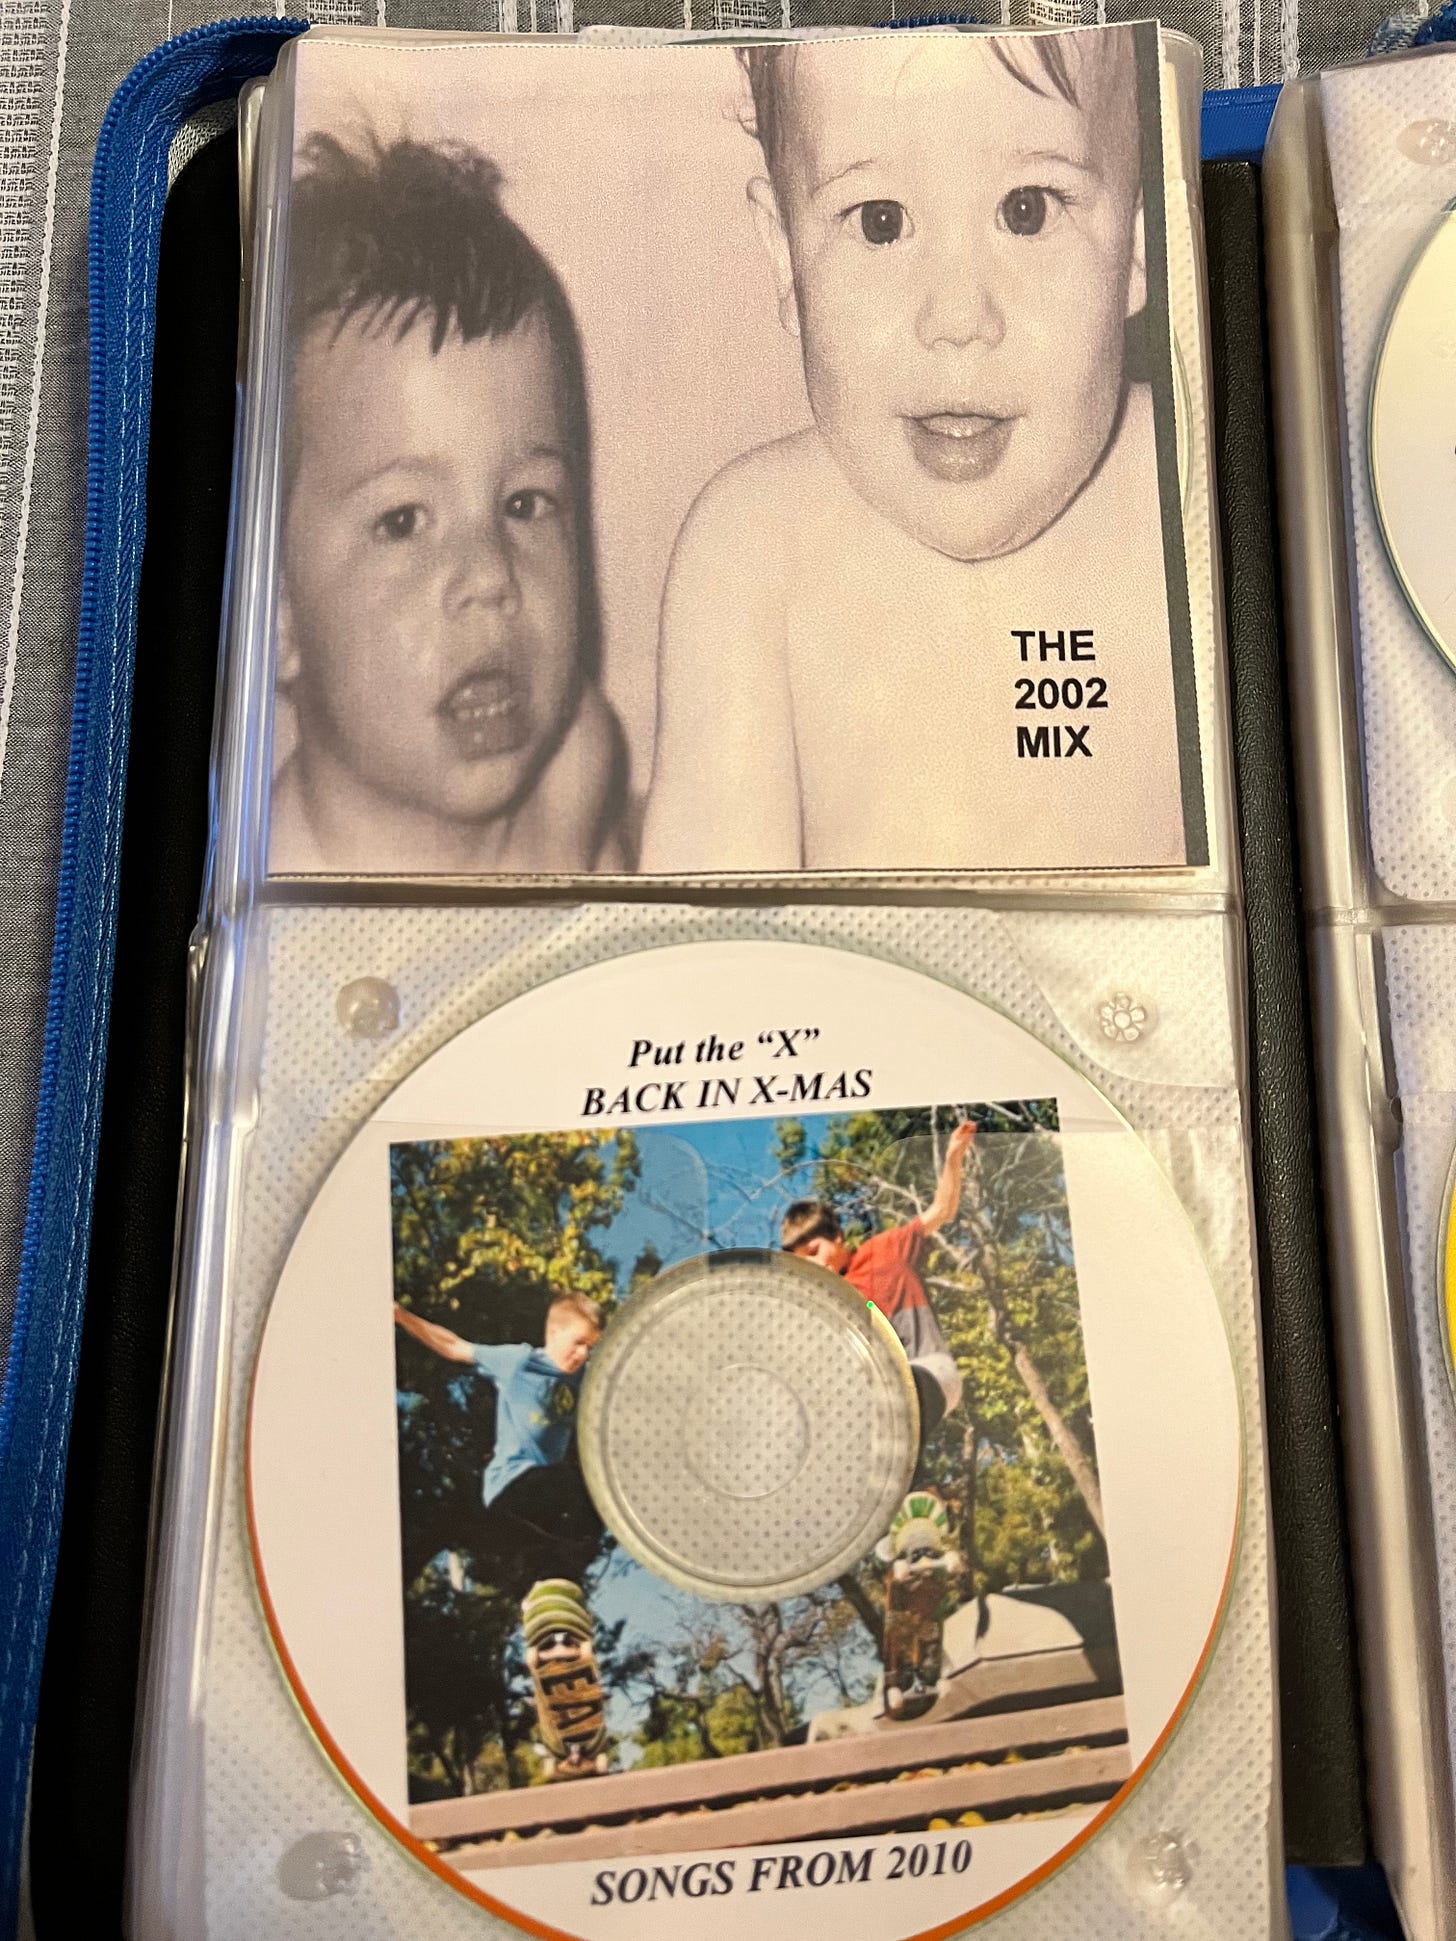 THE
2002
MIX
Put the “X”
BACK IN X-MAS
SONGS FROM 2010